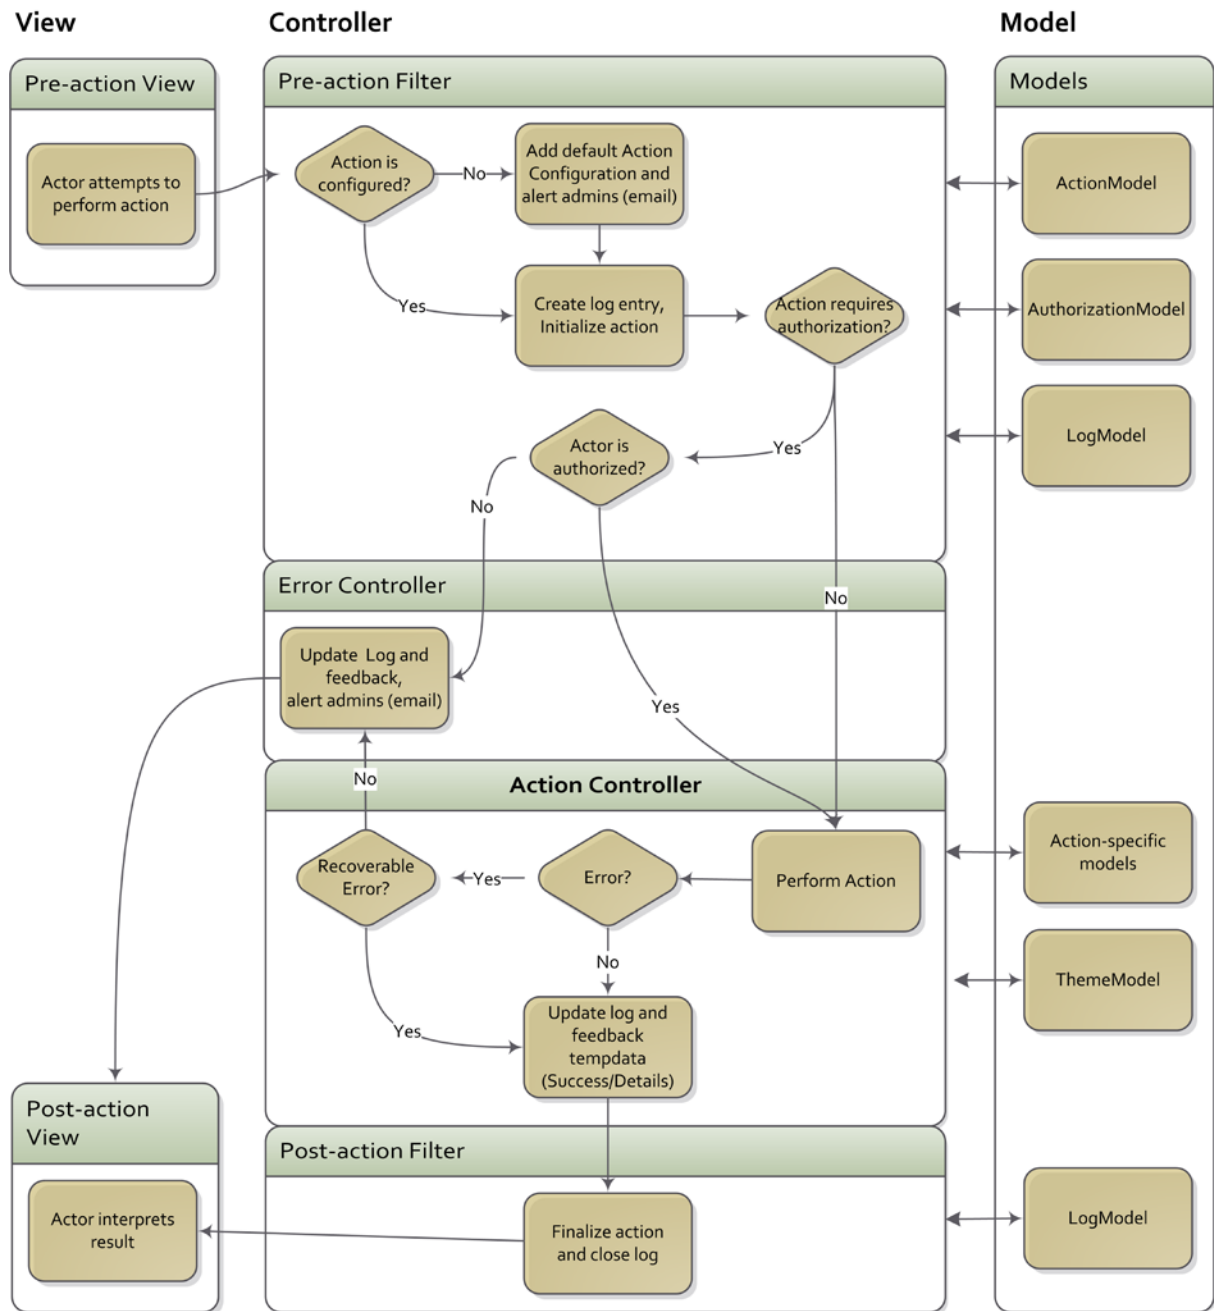 View
Controller
Model
Pre-action View
Pre-action Filter
Models
Actor attempts to
perform action
Action is
configured?
No
Add default Action
Configuration and
alert admins (email)
ActionModel
Yes
Create log entry,
Initialize action
Action requires
authorization?
AuthorizationModel
Actor is
authorized?
Yes
LogModel
No
Error Controller
No
Update Log and
feedback,
alert admins (email)
Yes
No
Action Controller
Recoverable
Error?
Yes
Error?
Perform Action
Action-specific
models
No
ThemeModel
Yes
Update log and
feedback
tempdata
(Success/Details)
Post-action
View
Post-action Filter
Actor interprets
result
Finalize action
and close log
LogModel